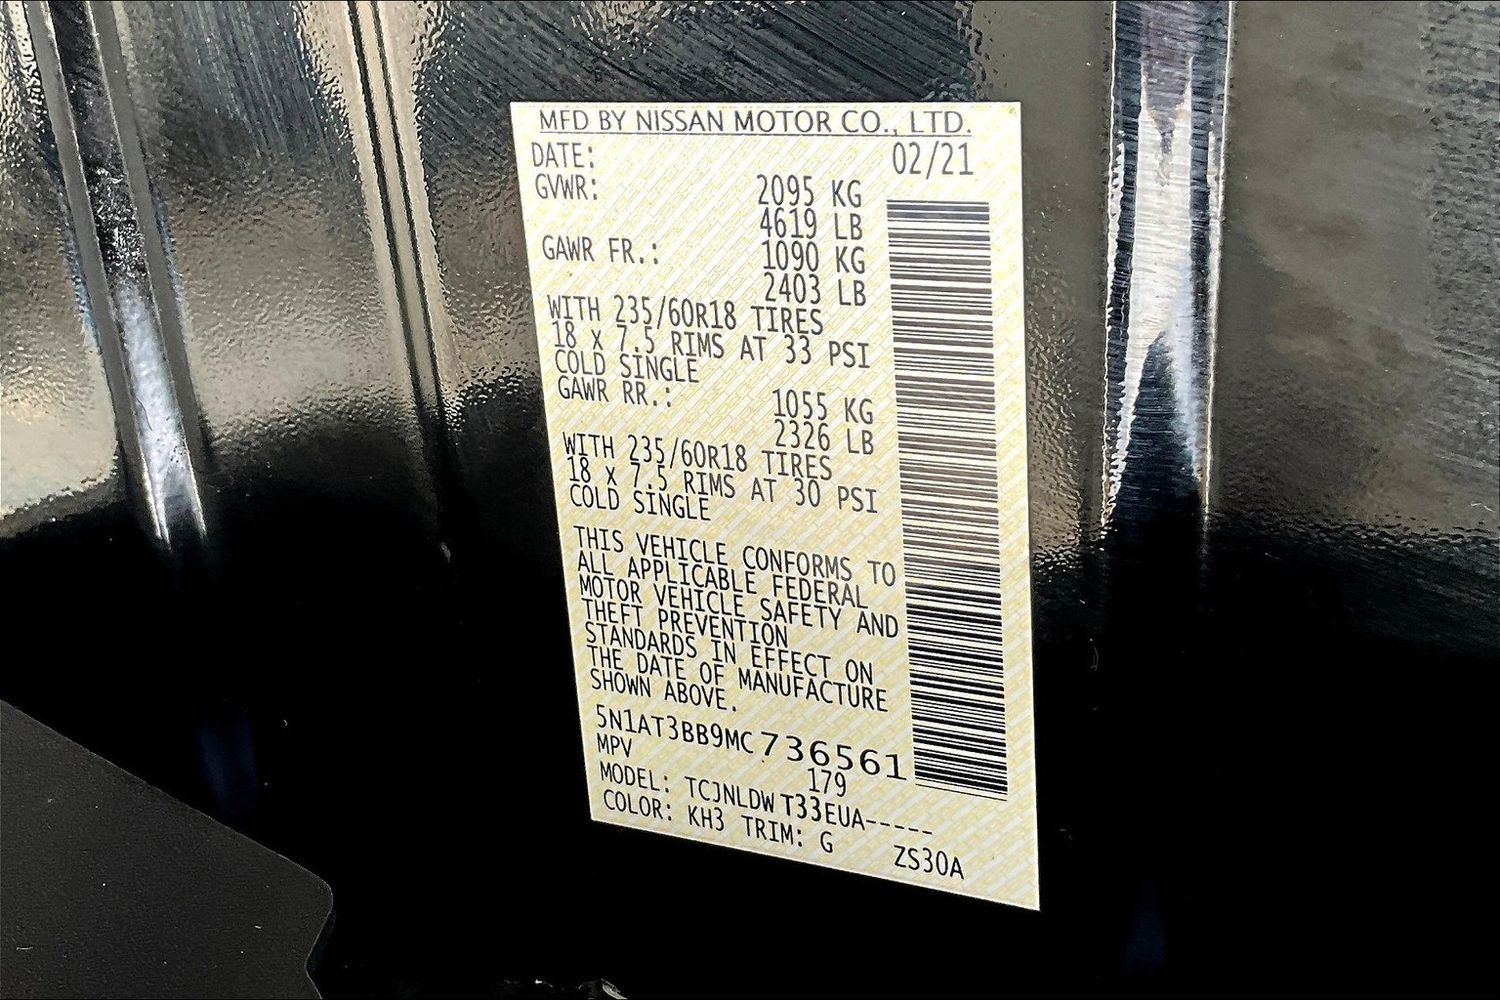 MFD BY NISSAN MOTOR CO., LTD.
DATE: 02/21
GVWR: 2095 KG
4619 LB
GAWR FR.: 1090 KG
2403 LB
WITH 235/60R18 TIRES
18 X 7.5 RIMS AT 33 PSI
COLD SINGLE
GAWR RR.: 1055 KG
2326 LB
WITH 235/60R18 TIRES
18 X 7.5 RIMS AT 30 PSI
COLD SINGLE
THIS VEHICLE CONFORMS TO
ALL APPLICABLE FEDERAL
MOTOR VEHICLE SAFETY AND
THEFT PREVENTION
STANDARDS IN EFFECT ON
THE DATE OF MANUFACTURE
SHOWN ABOVE.
5N1AT3BB9MC736561
MPV 179
MODEL: TCJNLDWT33EUA-----
COLOR: KH3 TRIM: G ZS30A